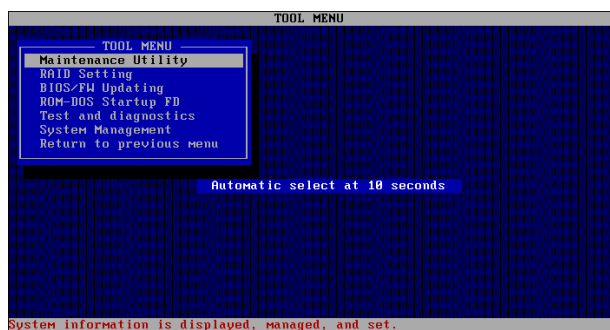 TOOL MENU
TOOL MENU
Maintenance Utility
RAID Setting
BIOS/FW Updating
ROM-DOS Startup FD
Test and diagnostics
System Management
Return to previous menu
Automatic select at 10 seconds
System information is displayed, managed, and set.